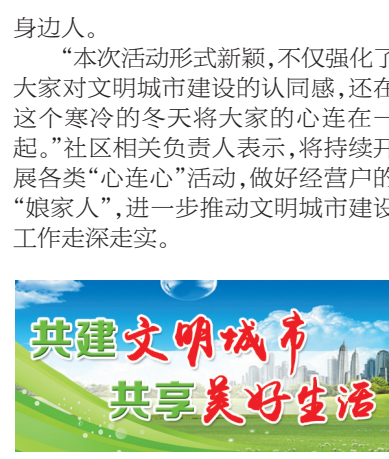 身边人。
“本次活动形式新颖,不仅强化了
大家对文明城市建设的认同感,还在
这个寒冷的冬天将大家的心连在一
起。”社区相关负责人表示,将持续开
展各类“心连心”活动,做好经营户的
“娘家人”,进一步推动文明城市建设
工作走深走实。
共建文明城市
共享美好生活